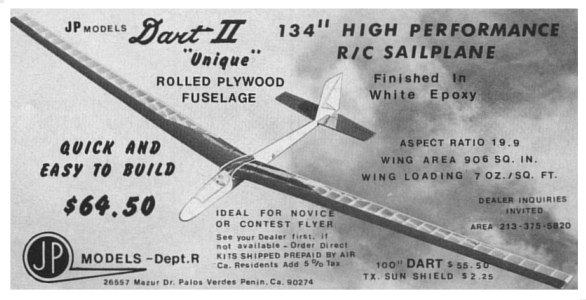 JP MODELS Dart II
"Unique"
ROLLED PLYWOOD
FUSELAGE
134" HIGH PERFORMANCE
R/C SAILPLANE
Finished In
White Epoxy
QUICK AND
EASY TO BUILD
$64.50
ASPECT RATIO 19.9
WING AREA 906 SQ. IN.
WING LOADING 7 OZ./SQ. FT.
DEALER INQUIRIES
INVITED
AREA 213-375-5820
IDEAL FOR NOVICE
OR CONTEST FLYER
See your Dealer first, if
not available - Order Direct
KITS SHIPPED PREPAID BY AIR
Ca. Residents Add 5% Tax
100" DART $55.50
TX. SUN SHIELD $2.25
JP MODELS -Dept.R
26557 Mazur Dr. Palos Verdes Penin. Ca. 90274